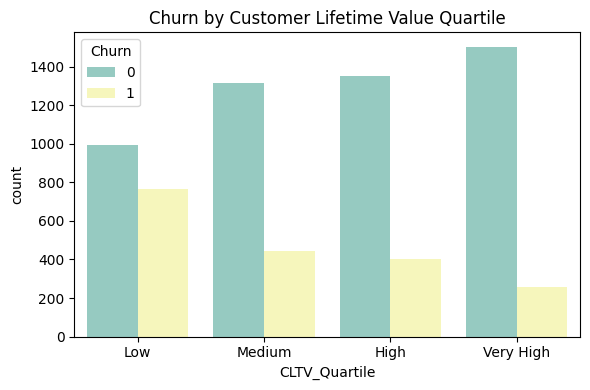 Churn by Customer Lifetime Value Quartile
Churn
0
1
count
1400
1200
1000
800
600
400
200
0
Low Medium High Very High
CLTV_Quartile